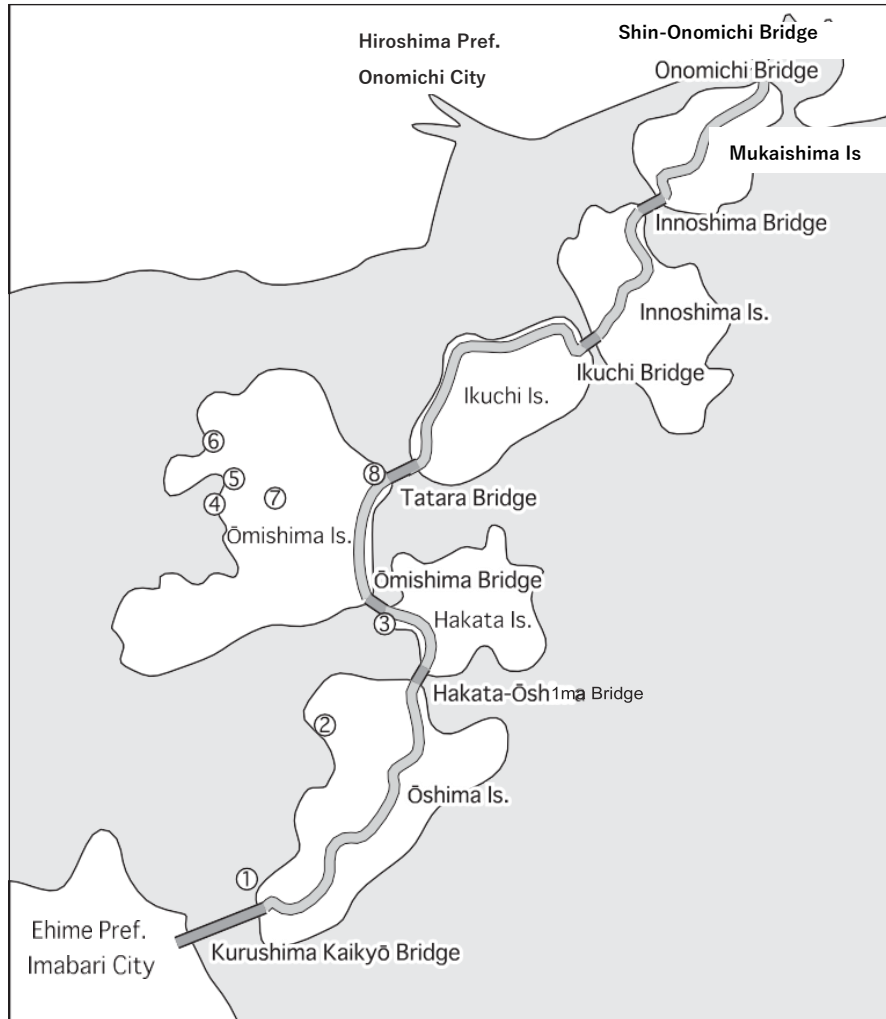 Hiroshima Pref.
Onomichi City
Shin-Onomichi Bridge
Onomichi Bridge
Mukaishima Is
Innoshima Bridge
Innoshima Is.
Ikuchi Bridge
Ikuchi Is.
⑥
⑤
④
⑦
⑧
Tatara Bridge
Ōmishima Is.
Ōmishima Bridge
③
Hakata Is.
Hakata-Ōsh1ma Bridge
②
Ōshima Is.
①
Ehime Pref.
Imabari City
Kurushima Kaikyō Bridge